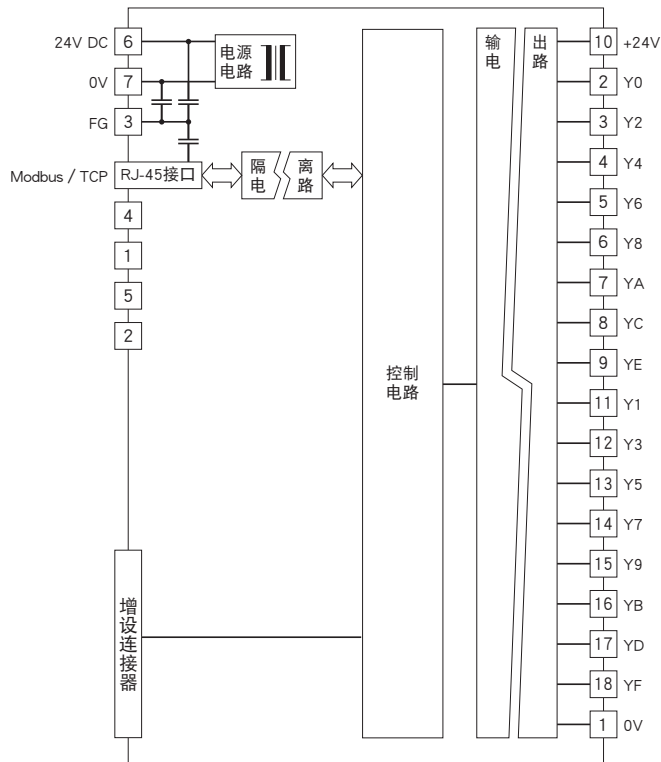 24V DC 6
0V 7
FG 3
Modbus / TCP RJ-45接口
4
1
5
2
电源
电路
隔离
电路
增设连接器
控制
电路
输出
电路
10 +24V
2 Y0
3 Y2
4 Y4
5 Y6
6 Y8
7 YA
8 YC
9 YE
11 Y1
12 Y3
13 Y5
14 Y7
15 Y9
16 YB
17 YD
18 YF
1 0V